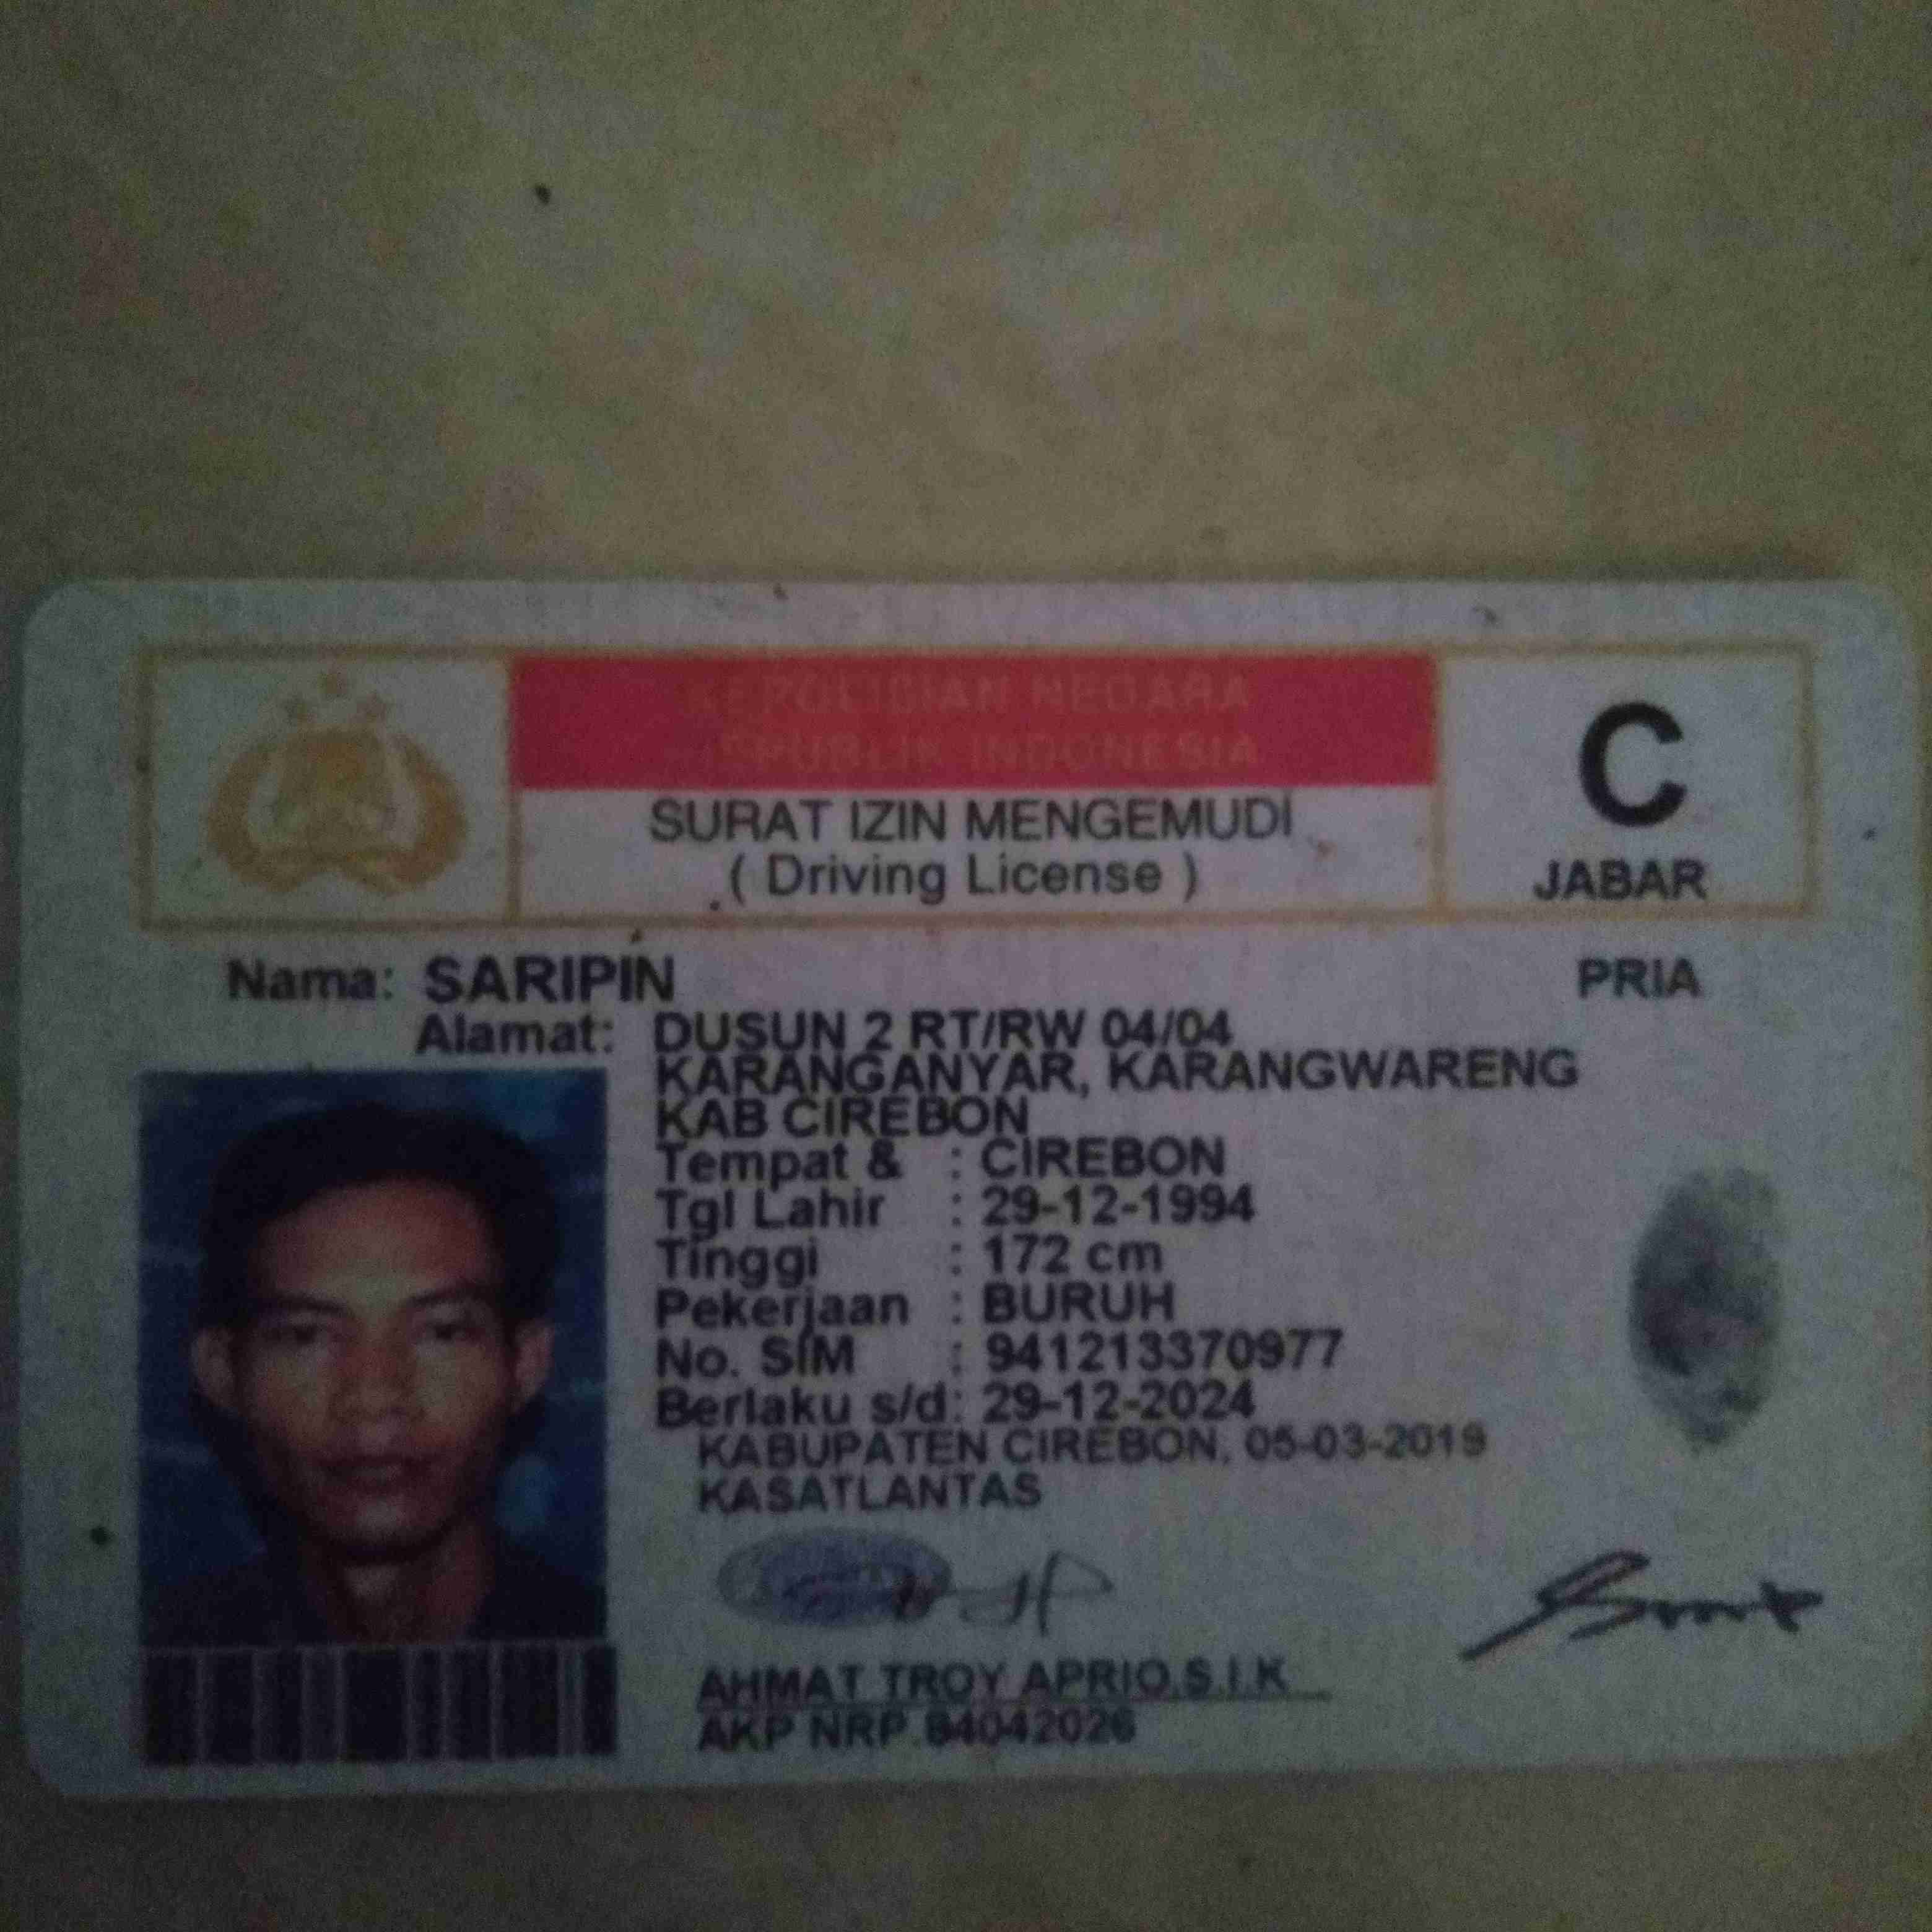 KEPOLISIAN NEGARA
REPUBLIK INDONESIA
SURAT IZIN MENGEMUDI
( Driving License )
C
JABAR
Nama: SARIPIN
PRIA
Alamat: DUSUN 2 RT/RW 04/04
KARANGANYAR, KARANGWARENG
KAB CIREBON
Tempat & : CIREBON
Tgl Lahir : 29-12-1994
Tinggi : 172 cm
Pekerjaan : BURUH
No. SIM : 941213370977
Berlaku s/d: 29-12-2024
KABUPATEN CIREBON, 05-03-2019
KASATLANTAS
AHMAT TROY APRIO,S.I.K
AKP NRP.84042026